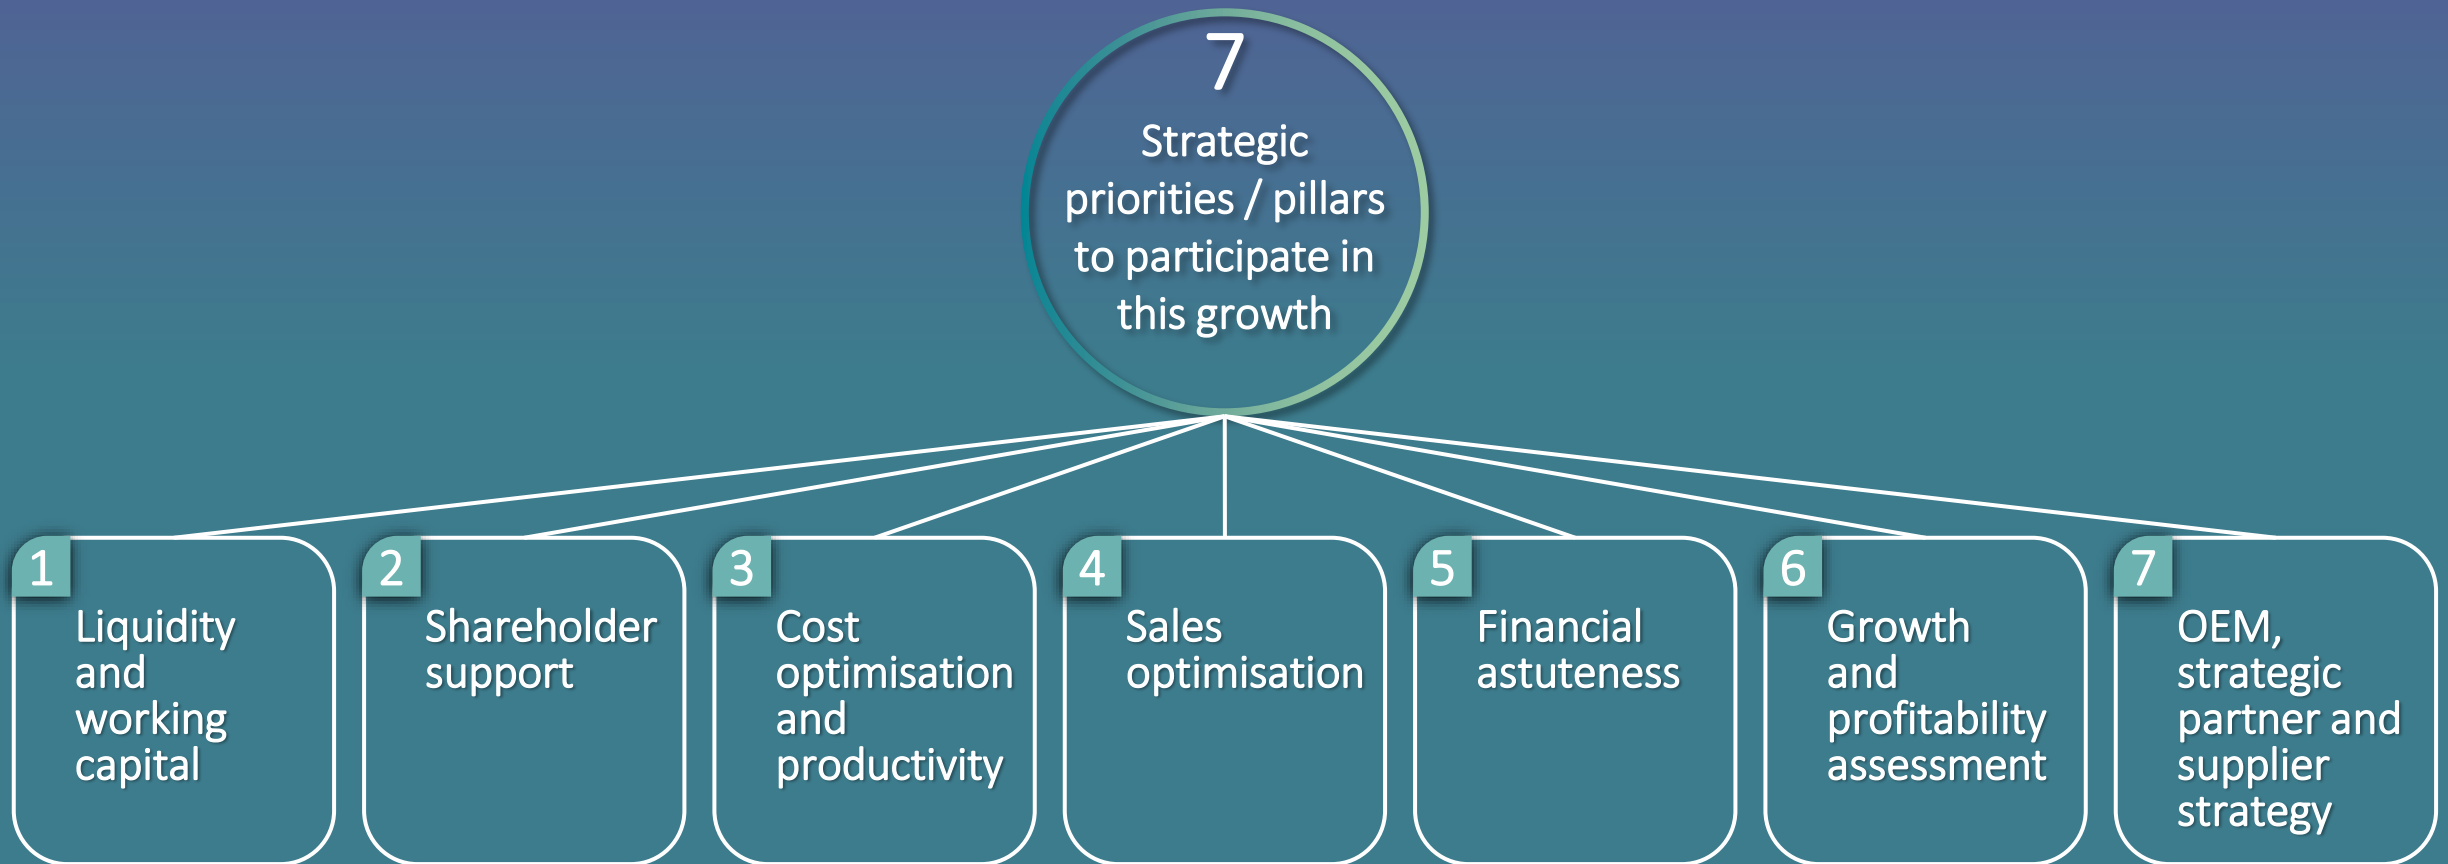 7
Strategic
priorities / pillars
to participate in
this growth
1
Liquidity
and
working
capital
2
Shareholder
support
3
Cost
optimisation
and
productivity
4
Sales
optimisation
5
Financial
astuteness
6
Growth
and
profitability
assessment
7
OEM,
strategic
partner and
supplier
strategy